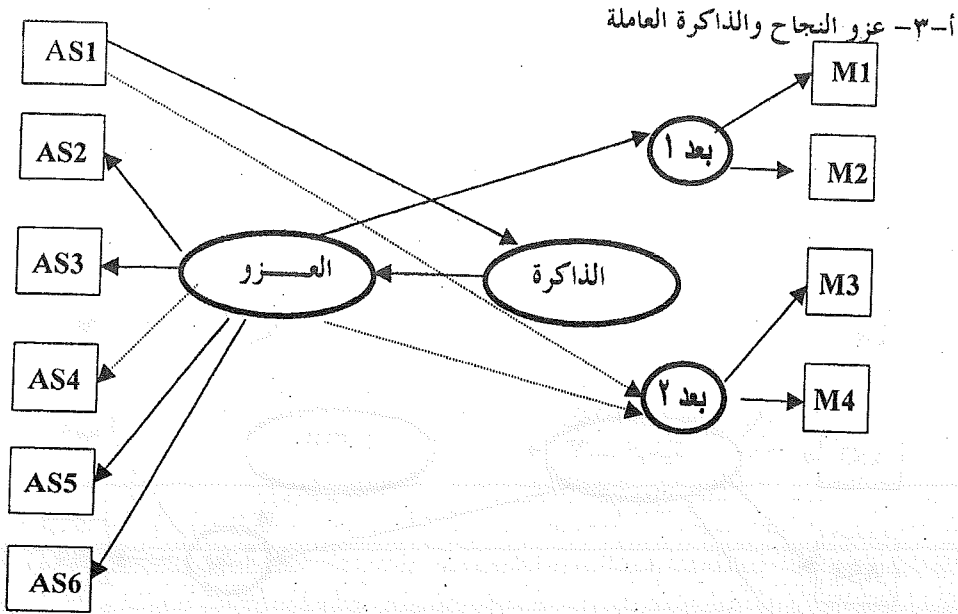 أ-٣- عزو النجاح والذاكرة العاملة
AS1
M1
بعد ١
AS2
M2
AS3
العـــزو
الذاكرة
M3
AS4
بعد ٢
M4
AS5
AS6